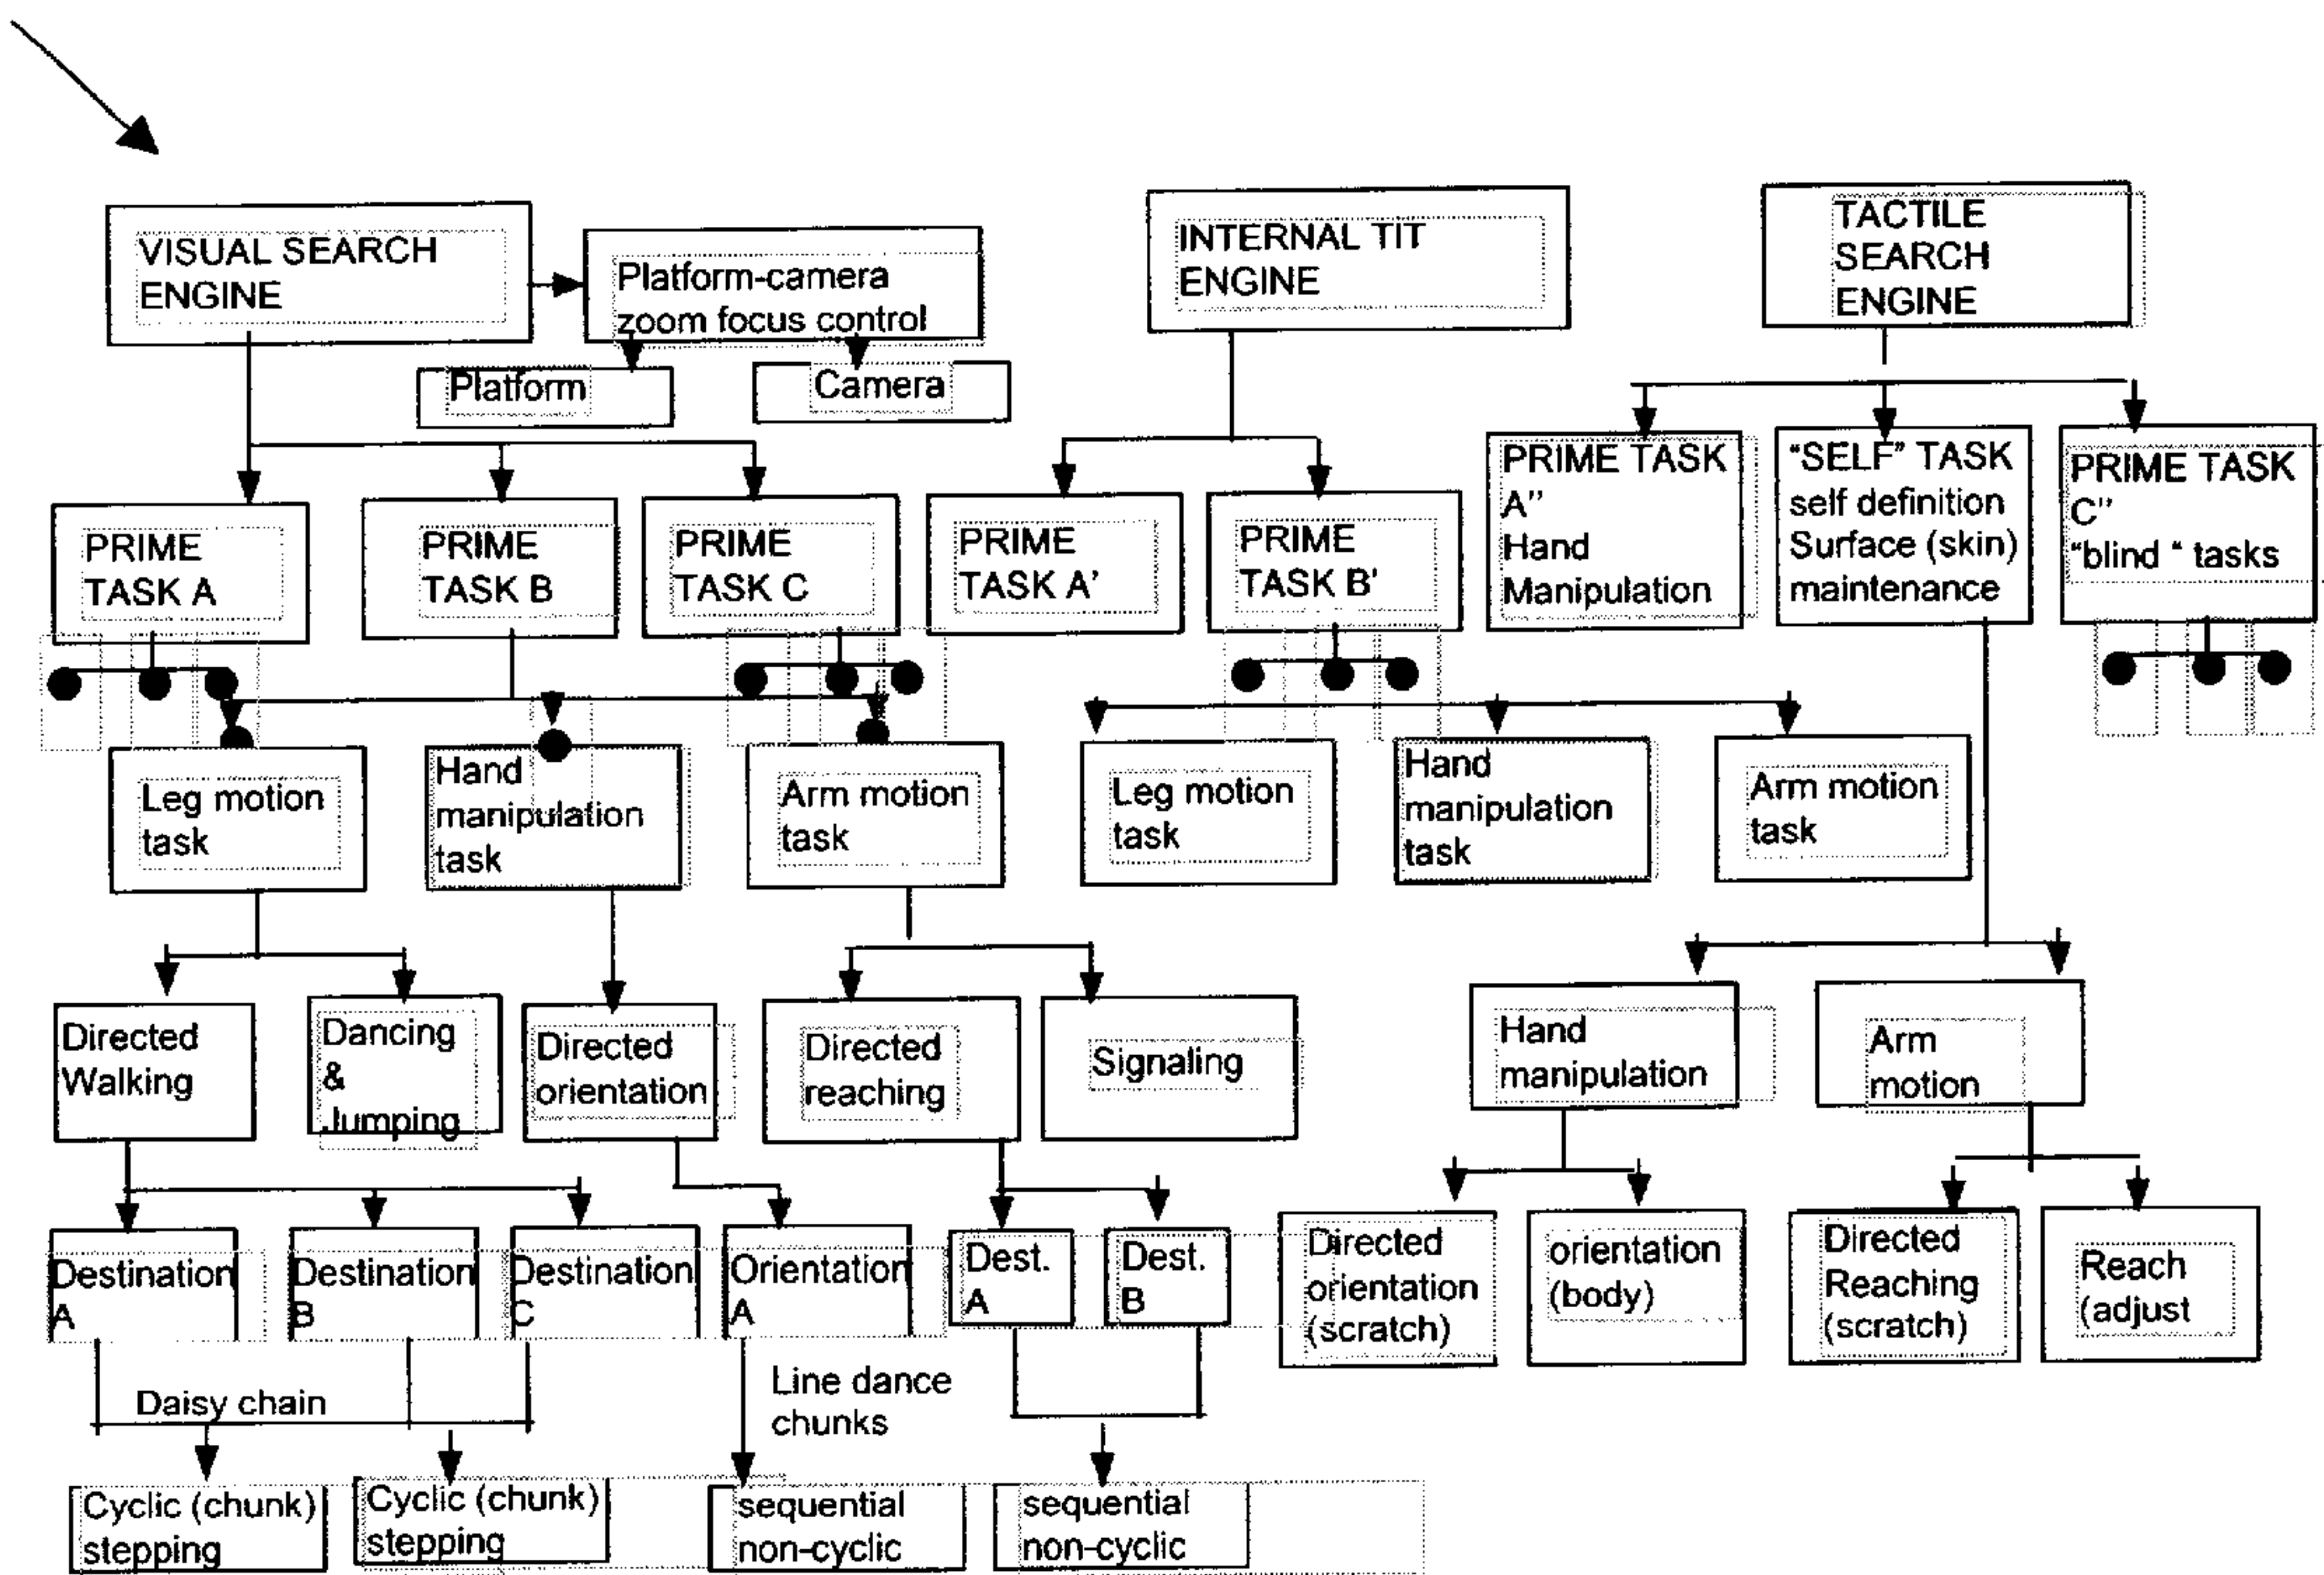 VISUAL SEARCH
ENGINE
Platform-camera
zoom focus control
Platform
Camera
INTERNAL TIT
ENGINE
TACTILE
SEARCH
ENGINE
PRIME
TASK A
PRIME
TASK B
PRIME
TASK C
PRIME
TASK A'
PRIME
TASK B'
PRIME TASK
A"
Hand
Manipulation
"SELF" TASK
self definition
Surface (skin)
maintenance
PRIME TASK
C"
"blind “ tasks
Leg motion
task
Hand
manipulation
task
Arm motion
task
Leg motion
task
Hand
manipulation
task
Arm motion
task
Directed
Walking
Dancing
&
Jumping
Directed
orientation
Directed
reaching
Signaling
Hand
manipulation
Arm
motion
Destination
A
Destination
B
Destination
C
Orientation
A
Dest.
A
Dest.
B
Directed
orientation
(scratch)
orientation
(body)
Directed
Reaching
(scratch)
Reach
(adjust
Daisy chain
Line dance
chunks
Cyclic (chunk)
stepping
Cyclic (chunk)
stepping
sequential
non-cyclic
sequential
non-cyclic